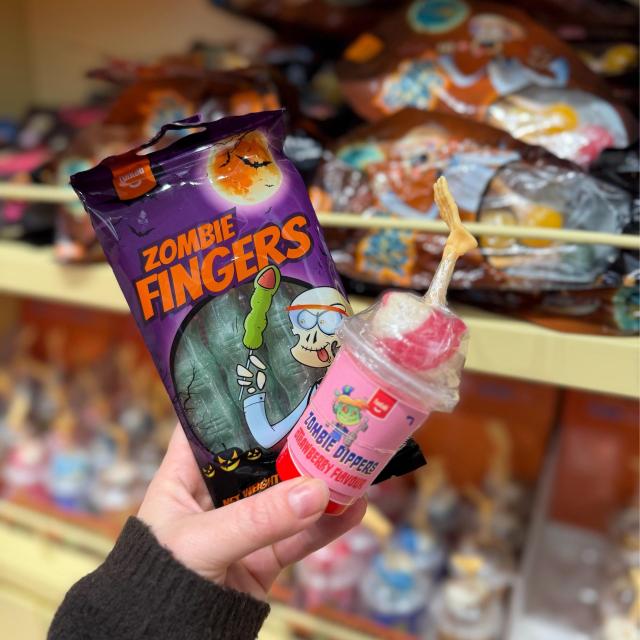 ZOMBIE
FINGERS
NET WEIGHT
ZOMBIE DIPPERS
STRAWBERRY FLAVOUR